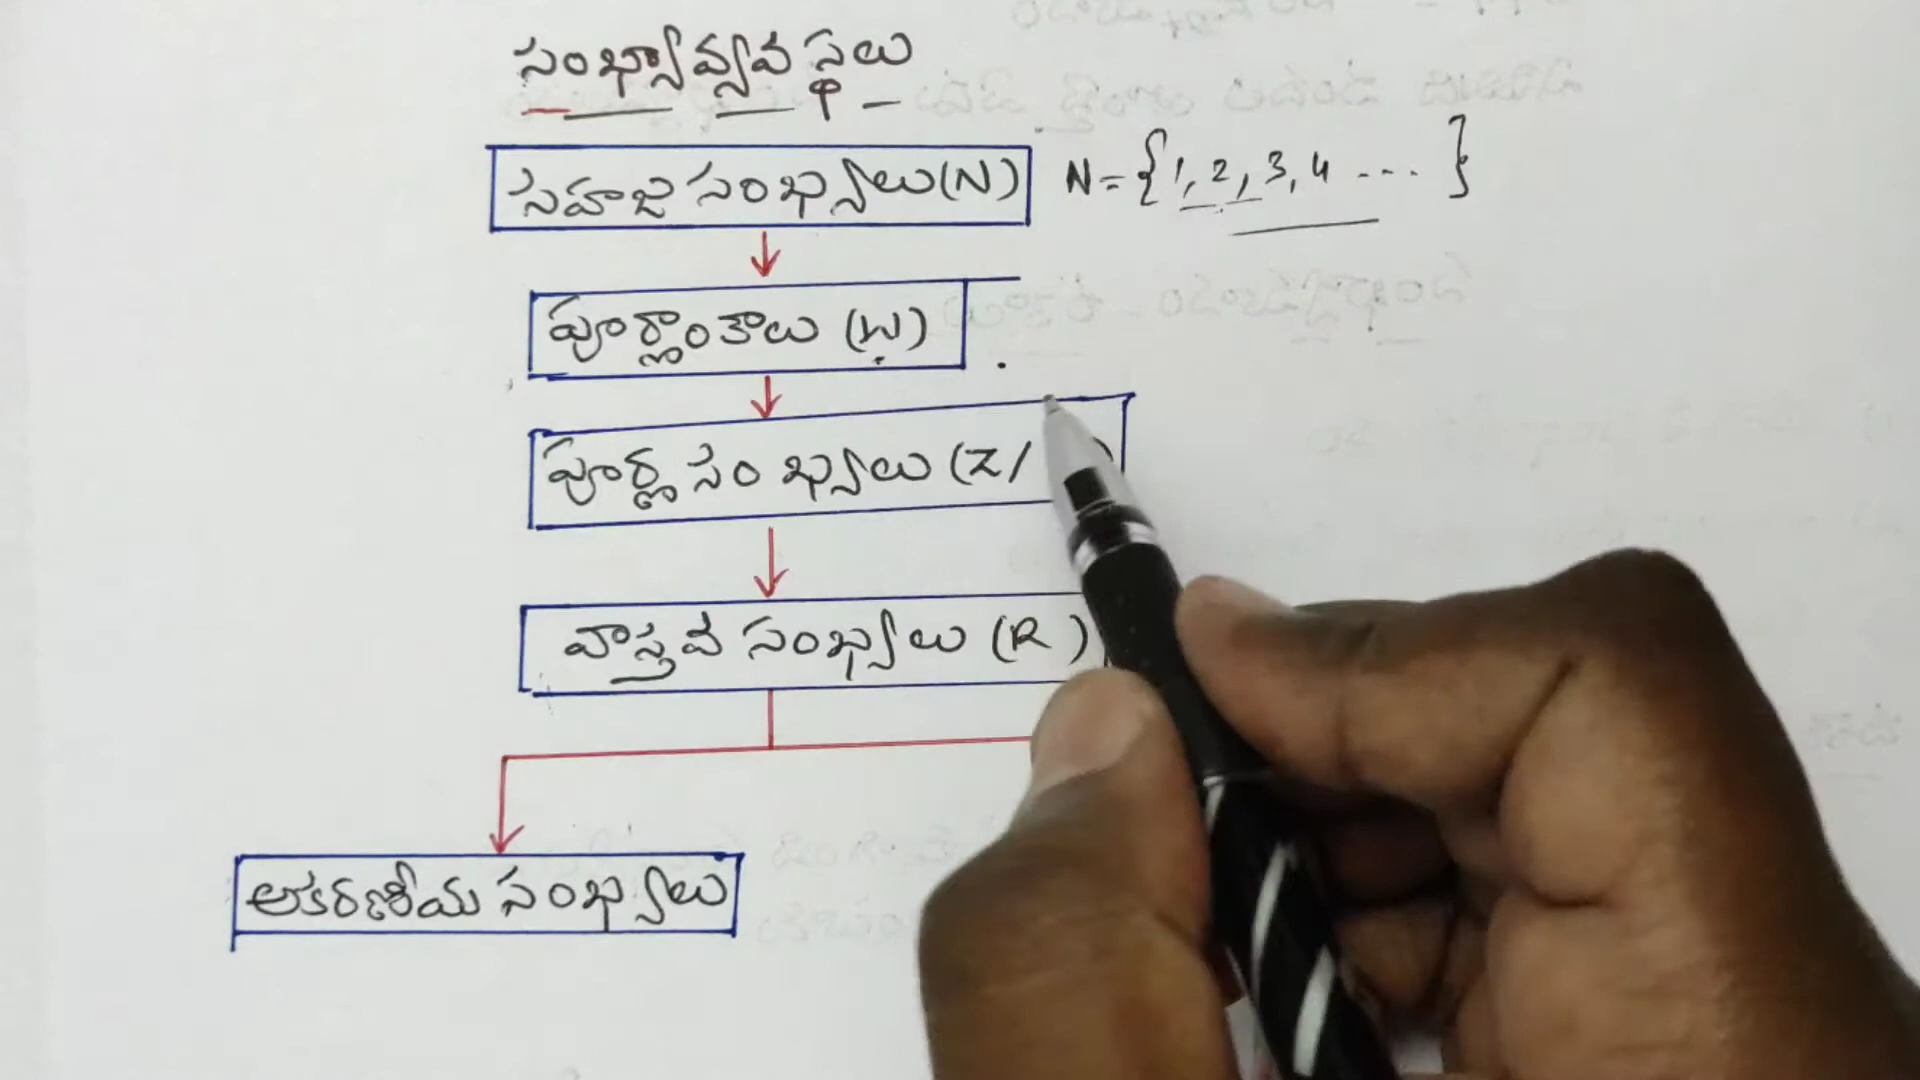 సంఖ్యావ్యవస్థలు
సహజ సంఖ్యలు(N) N={1,2,3,4 ....}
పూర్ణాంకాలు (W)
పూర్ణ సంఖ్యలు (Z/
వాస్తవ సంఖ్యలు (R)
అకరణీయ సంఖ్యలు